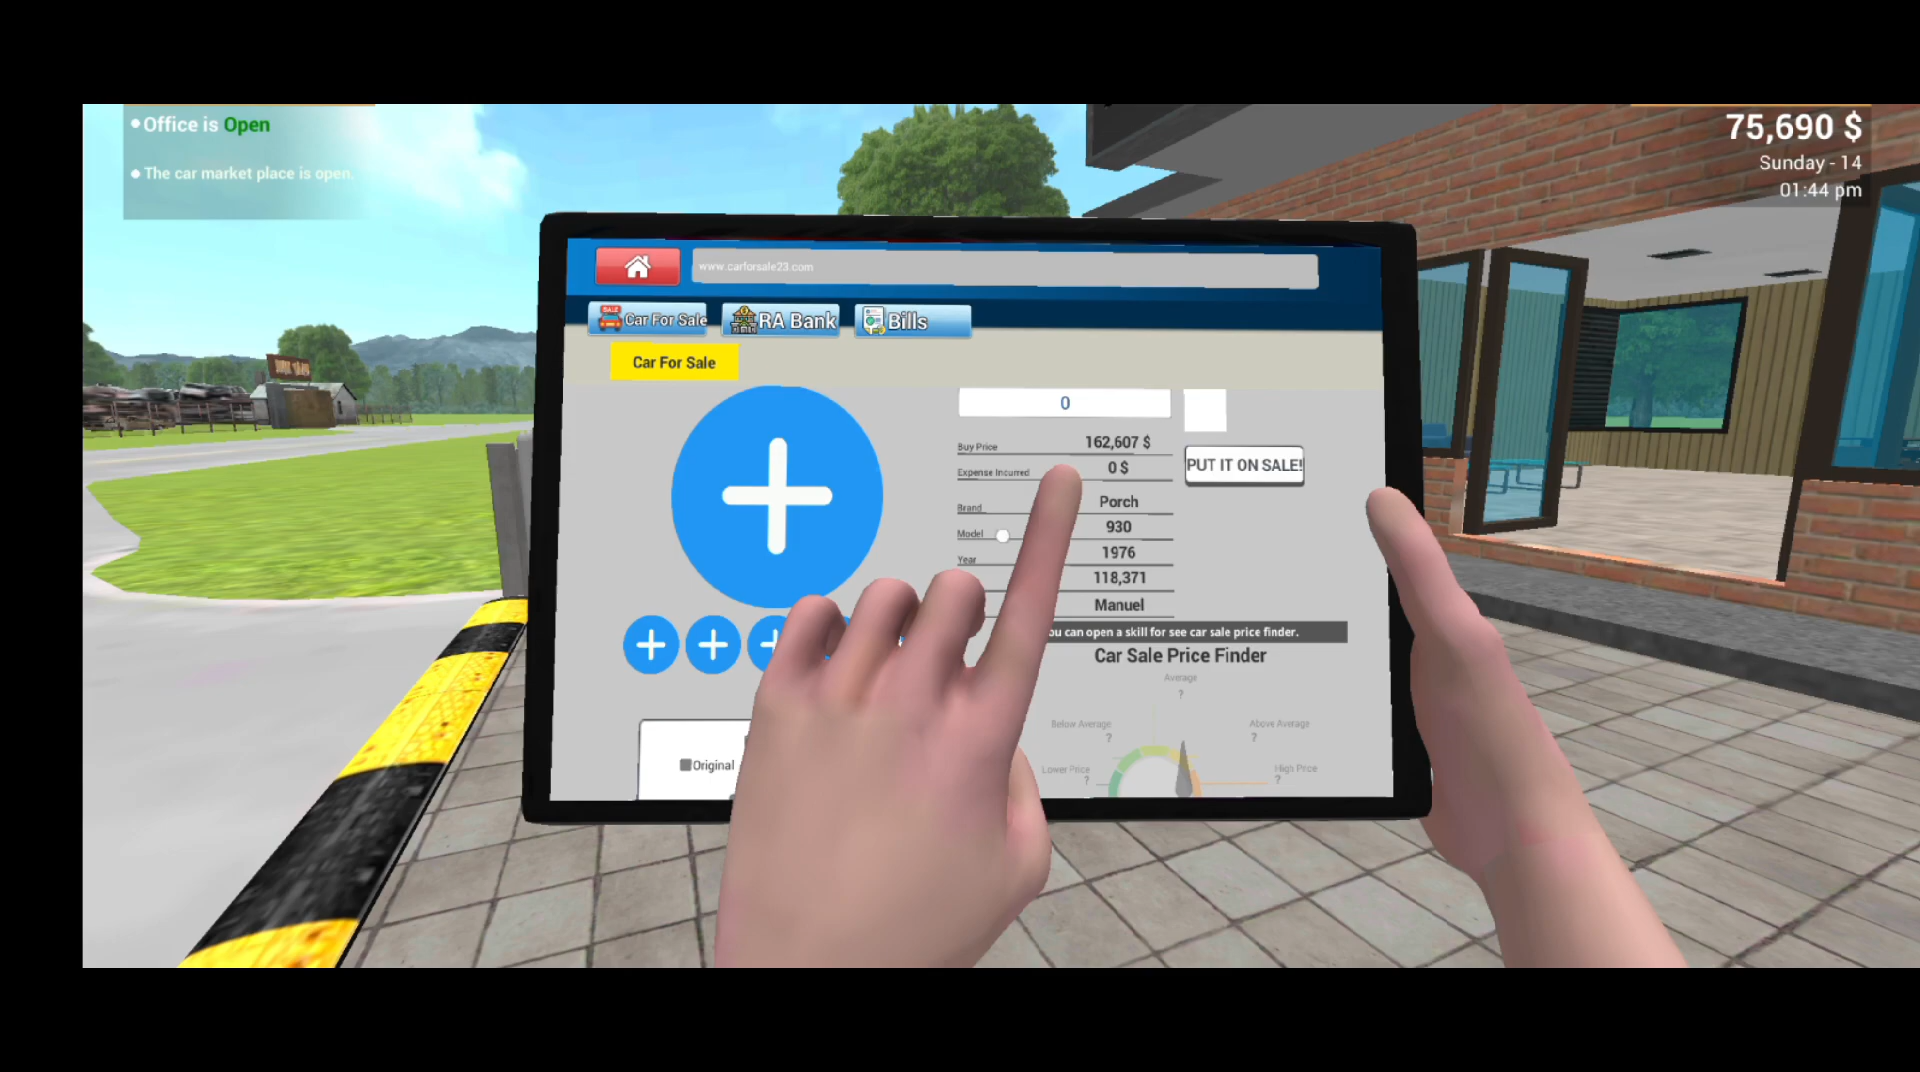 Office is Open
The car market place is open.
75,690 $
Sunday - 14
01:44 pm
www.carforsale23.com
Car For Sale
RA Bank
Bills
Car For Sale
0
Buy Price 162,607 $
Expense Incurred 0 $
PUT IT ON SALE!
Brand Porch
Model 930
Year 1976
118,371
Manuel
ou can open a skill for see car sale price finder.
Car Sale Price Finder
Average
?
Below Average
?
Above Average
?
Lower Price
?
High Price
?
Original